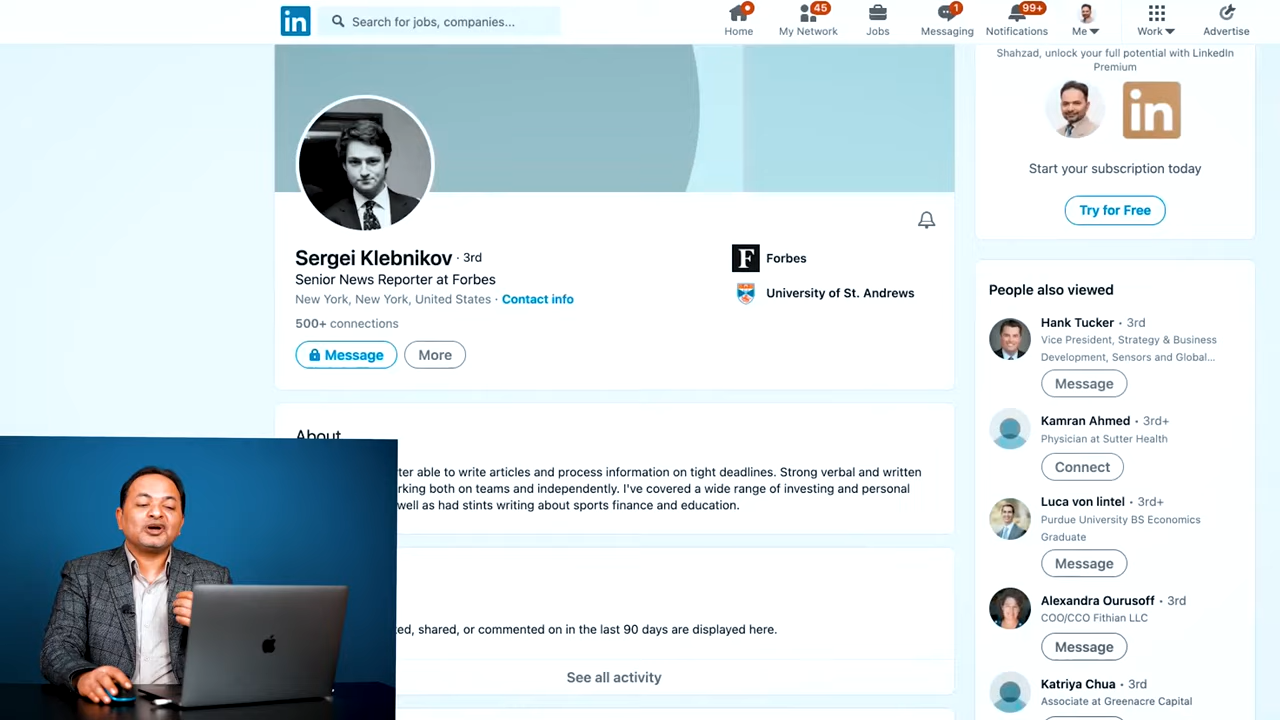 in
Search for jobs, companies...
Home
45
My Network
Jobs
1
Messaging
99+
Notifications
Me
Work
Advertise
Shahzad, unlock your full potential with LinkedIn
Premium
in
Start your subscription today
Try for Free
Sergei Klebnikov · 3rd
Senior News Reporter at Forbes
New York, New York, United States · Contact info
500+ connections
Message
More
F Forbes
University of St. Andrews
About
ter able to write articles and process information on tight deadlines. Strong verbal and written
rking both on teams and independently. I've covered a wide range of investing and personal
well as had stints writing about sports finance and education.
ted, shared, or commented on in the last 90 days are displayed here.
See all activity
People also viewed
Hank Tucker • 3rd
Vice President, Strategy & Business
Development, Sensors and Global...
Message
Kamran Ahmed • 3rd+
Physician at Sutter Health
Connect
Luca von lintel • 3rd+
Purdue University BS Economics
Graduate
Message
Alexandra Ourusoff • 3rd
COO/CCO Fithian LLC
Message
Katriya Chua • 3rd
Associate at Greenacre Capital